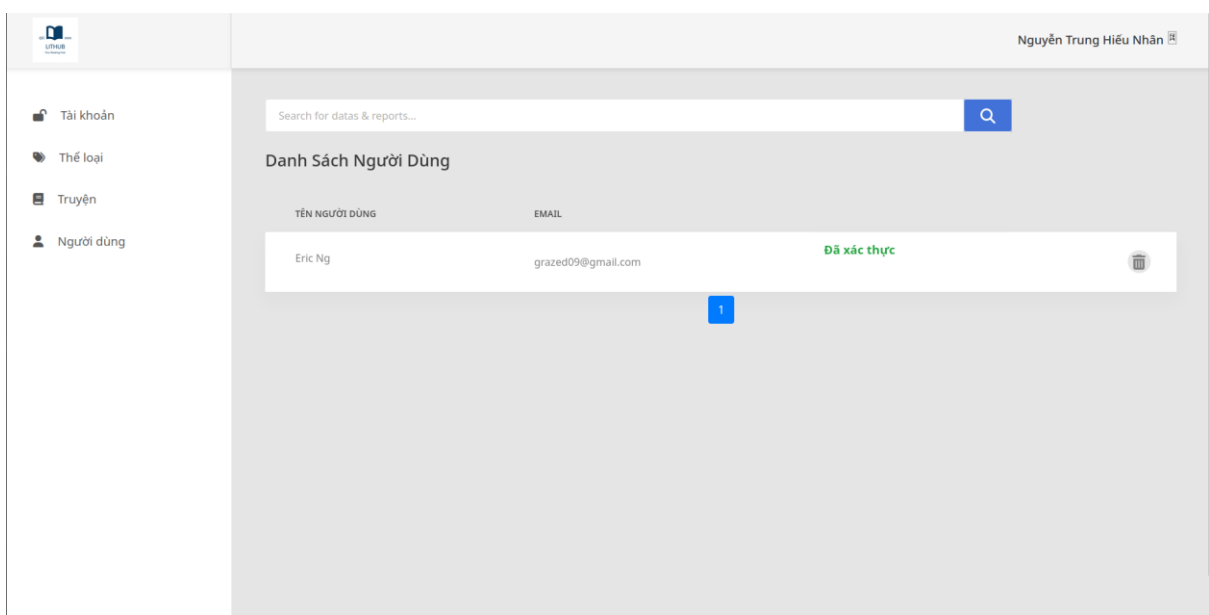 LITHUB
Nguyễn Trung Hiếu Nhân
Tài khoản
Thể loại
Truyện
Người dùng
Search for datas & reports...
Danh Sách Người Dùng
TÊN NGƯỜI DÙNG EMAIL
Eric Ng grazed09@gmail.com Đã xác thực
1